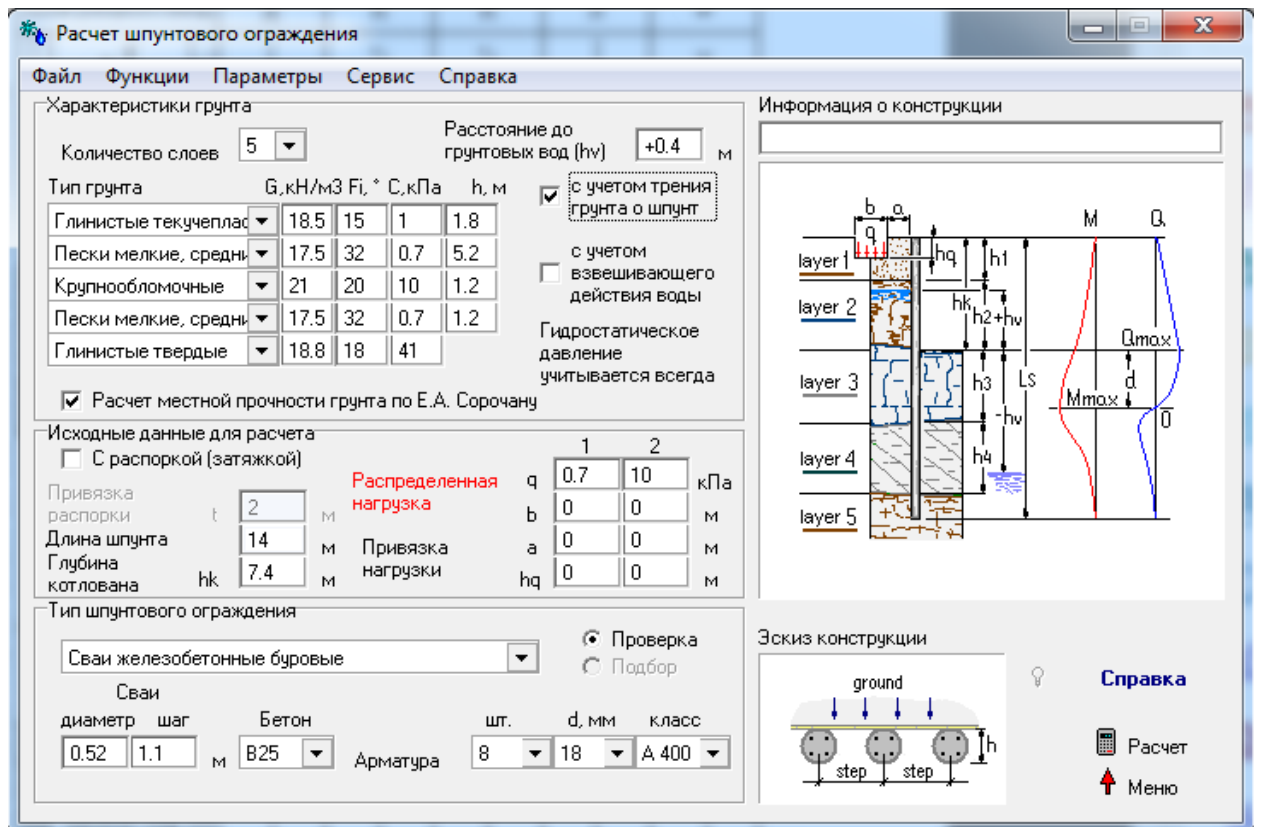 Расчет шпунтового ограждения
Файл Функции Параметры Сервис Справка
Характеристики грунта
Количество слоев 5
Расстояние до
грунтовых вод (hv) +0.4 м
Тип грунта G,кН/м3 Fi, ° C,кПа h, м
Глинистые текучеплас 18.5 15 1 1.8
Пески мелкие, средни 17.5 32 0.7 5.2
Крупнообломочные 21 20 10 1.2
Пески мелкие, средни 17.5 32 0.7 1.2
Глинистые твердые 18.8 18 41
с учетом трения
грунта о шпунт
с учетом
взвешивающего
действия воды
Гидростатическое
давление
учитывается всегда
Расчет местной прочности грунта по Е.А. Сорочану
Исходные данные для расчета
С распоркой (затяжкой)
Привязка
распорки t 2 м
Длина шпунта 14 м
Глубина
котлована hk 7.4 м
1 2
Распределенная
нагрузка
q 0.7 10 кПа
b 0 0 м
Привязка
нагрузки
a 0 0 м
hq 0 0 м
Тип шпунтового ограждения
Сваи железобетонные буровые
Проверка
Подбор
Сваи
диаметр шаг Бетон шт. d, мм класс
0.52 1.1 м B25 Арматура 8 18 A 400
Информация о конструкции
b a M Q
q
layer 1 hq h1
layer 2 hk h2 +hv
Qmax
layer 3 h3 Ls d
Mmax
-hv 0
layer 4 h4
layer 5
Эскиз конструкции
ground
h
step step
Справка
Расчет
Меню